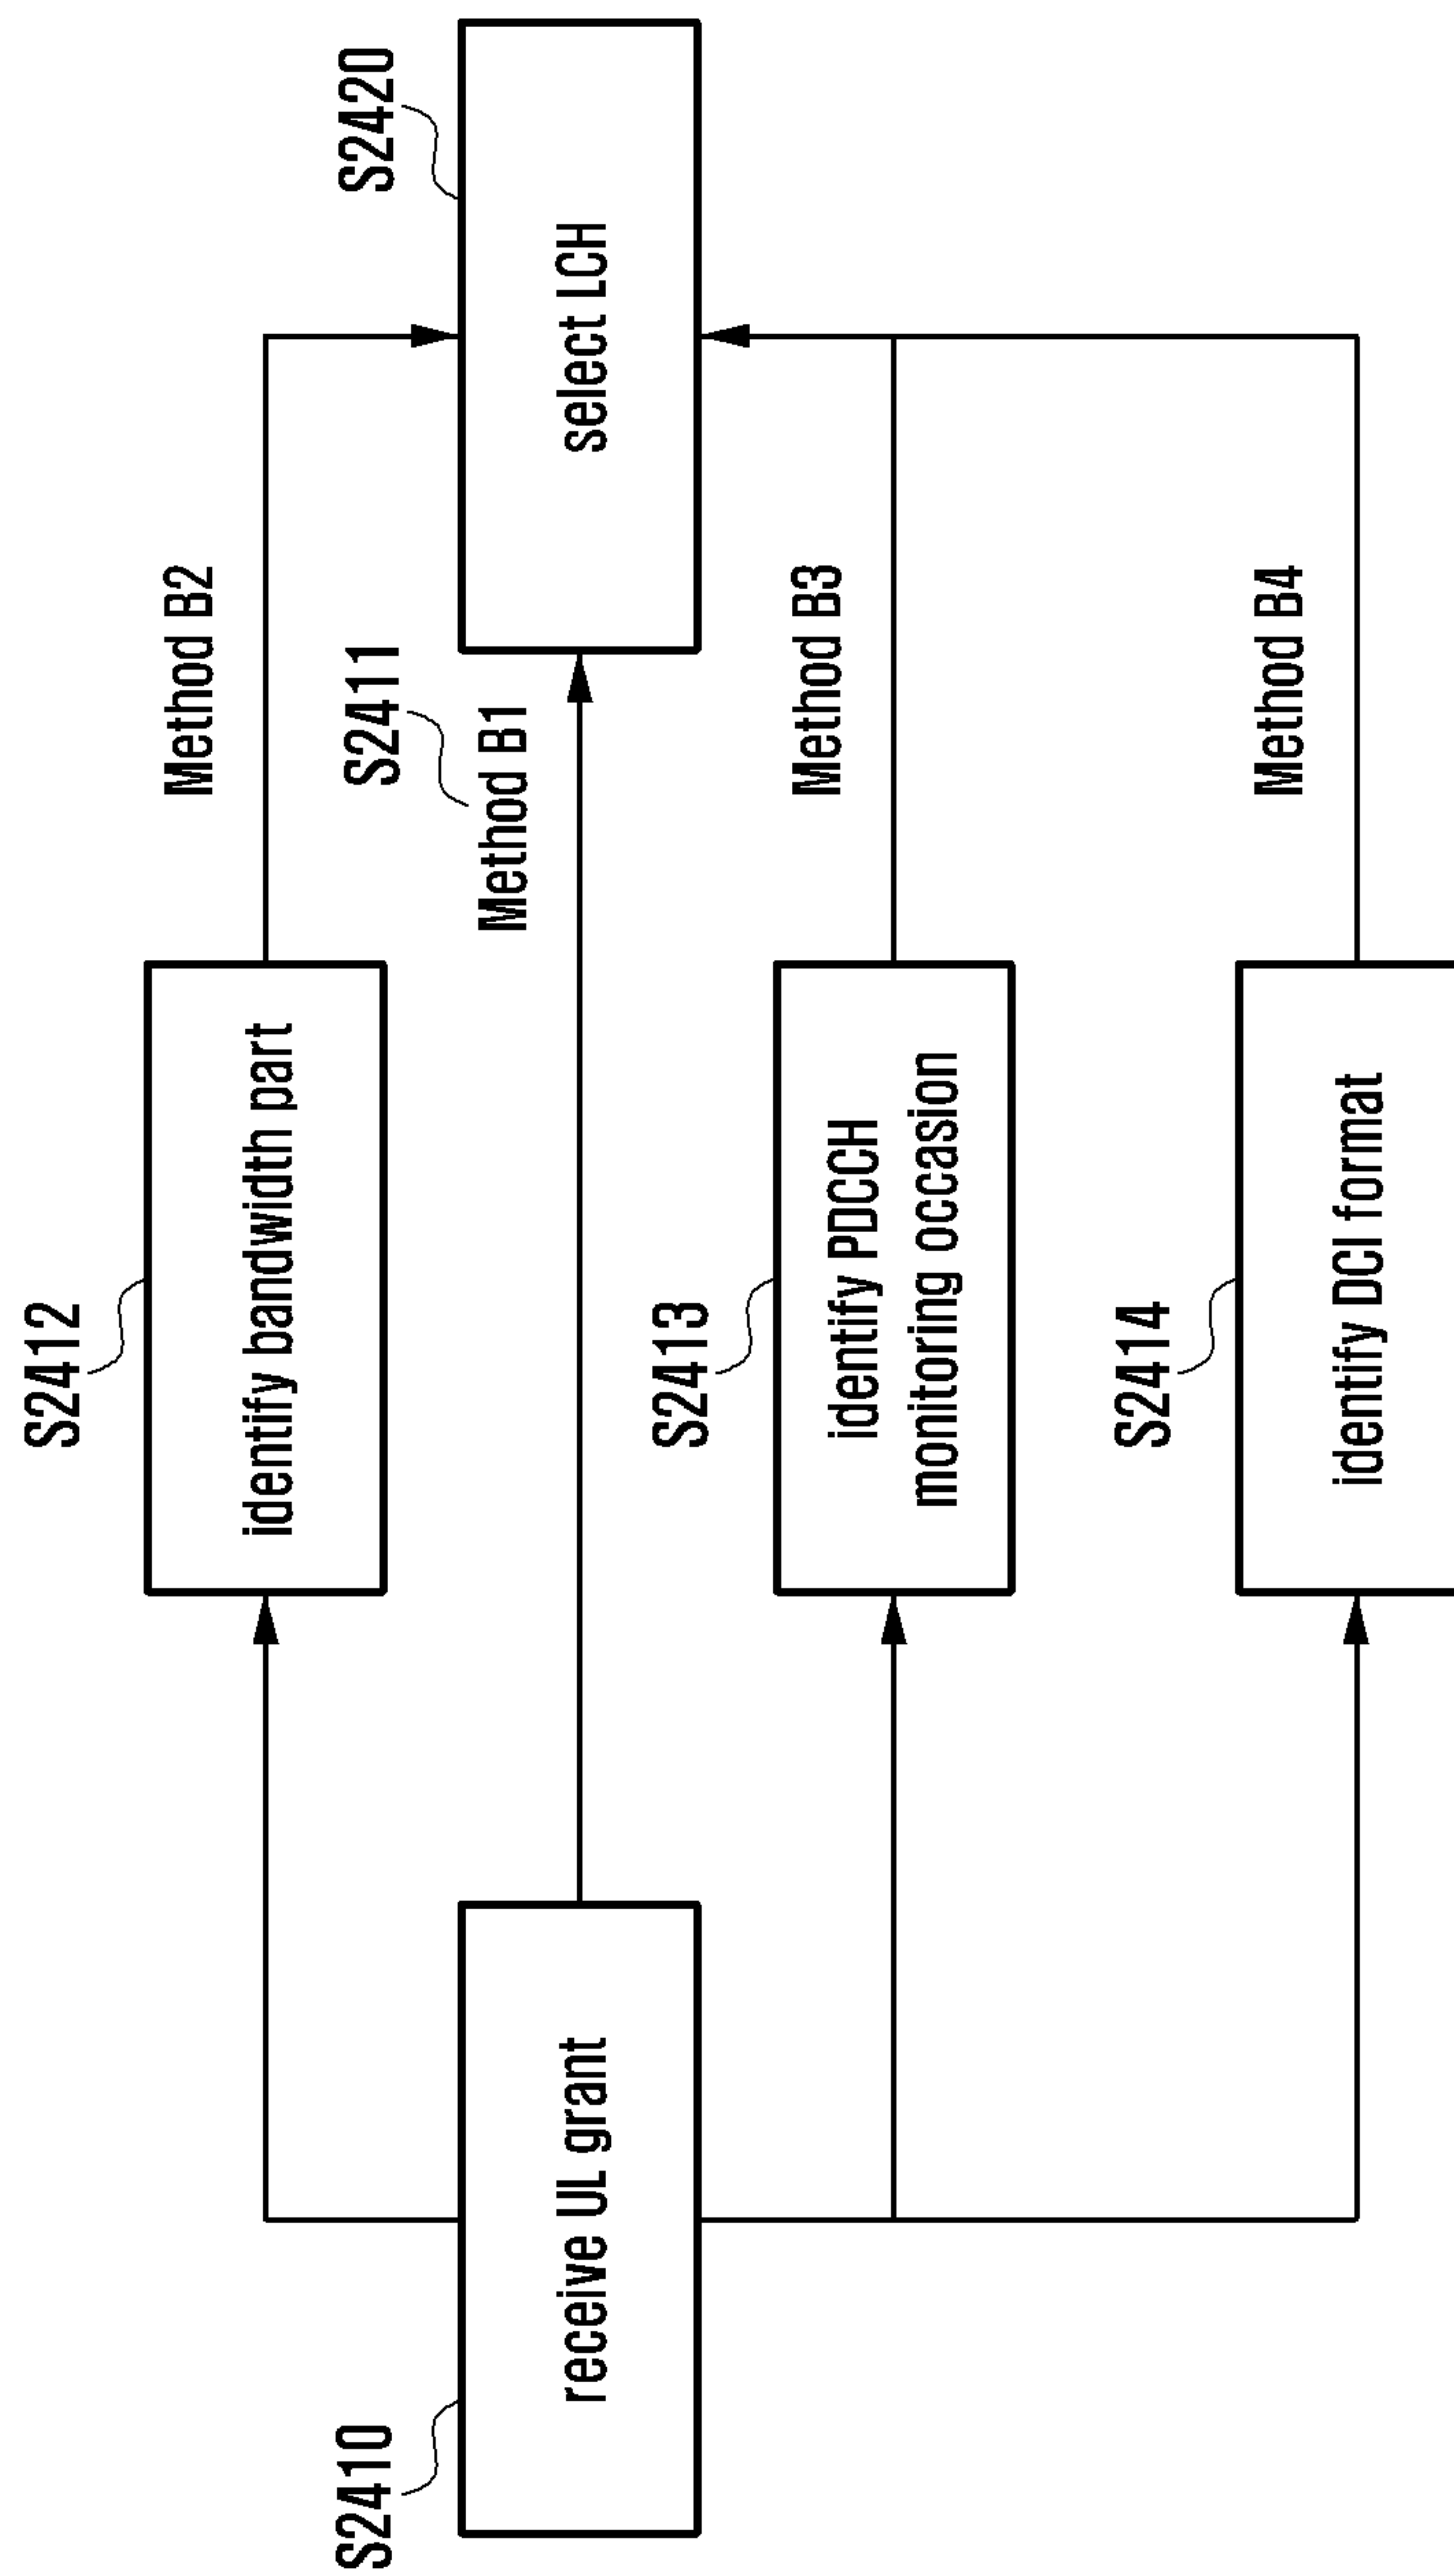 S2412
identify bandwidth part
Method B2
S2410
receive UL grant
S2411
Method B1
S2420
select LCH
S2413
identify PDCCH
monitoring occasion
Method B3
S2414
identify DCI format
Method B4